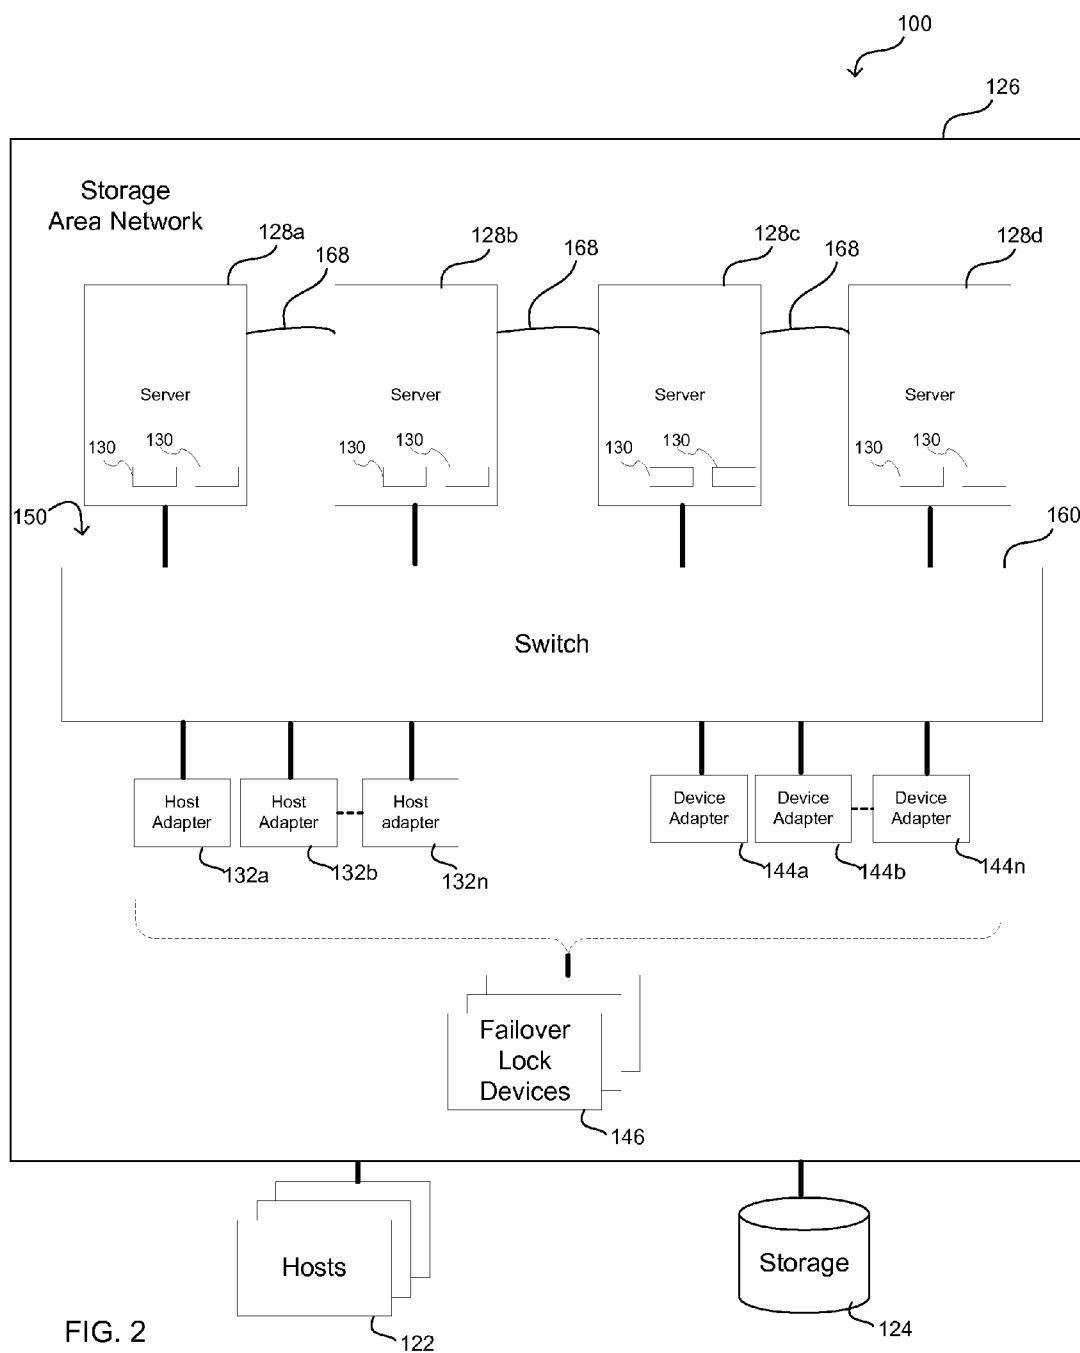 100
126
Storage
Area Network
128a
168
128b
168
128c
168
128d
Server
Server
Server
Server
130
130
130
130
130
130
130
130
150
160
Switch
Host
Adapter
Host
Adapter
Host
adapter
Device
Adapter
Device
Adapter
Device
Adapter
132a
132b
132n
144a
144b
144n
Failover
Lock
Devices
146
Hosts
Storage
122
124
FIG. 2